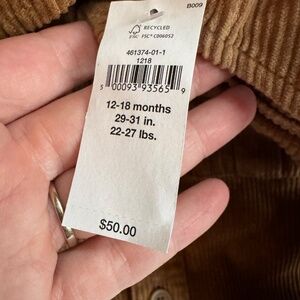 B009
RECYCLED
FSC FSC® C006052
461374-01-1
1218
5 00093 93565 9
12-18 months
29-31 in.
22-27 lbs.
$50.00